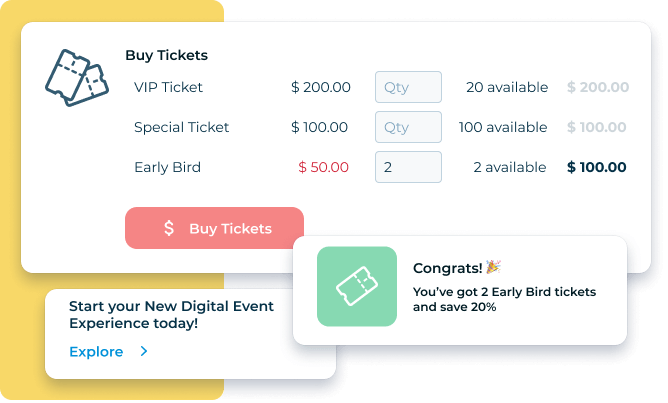 Buy Tickets
VIP Ticket $ 200.00 Qty 20 available $ 200.00
Special Ticket $ 100.00 Qty 100 available $ 100.00
Early Bird $ 50.00 2 2 available $ 100.00
$ Buy Tickets
Congrats! 🎉
You’ve got 2 Early Bird tickets
and save 20%
Start your New Digital Event
Experience today!
Explore >